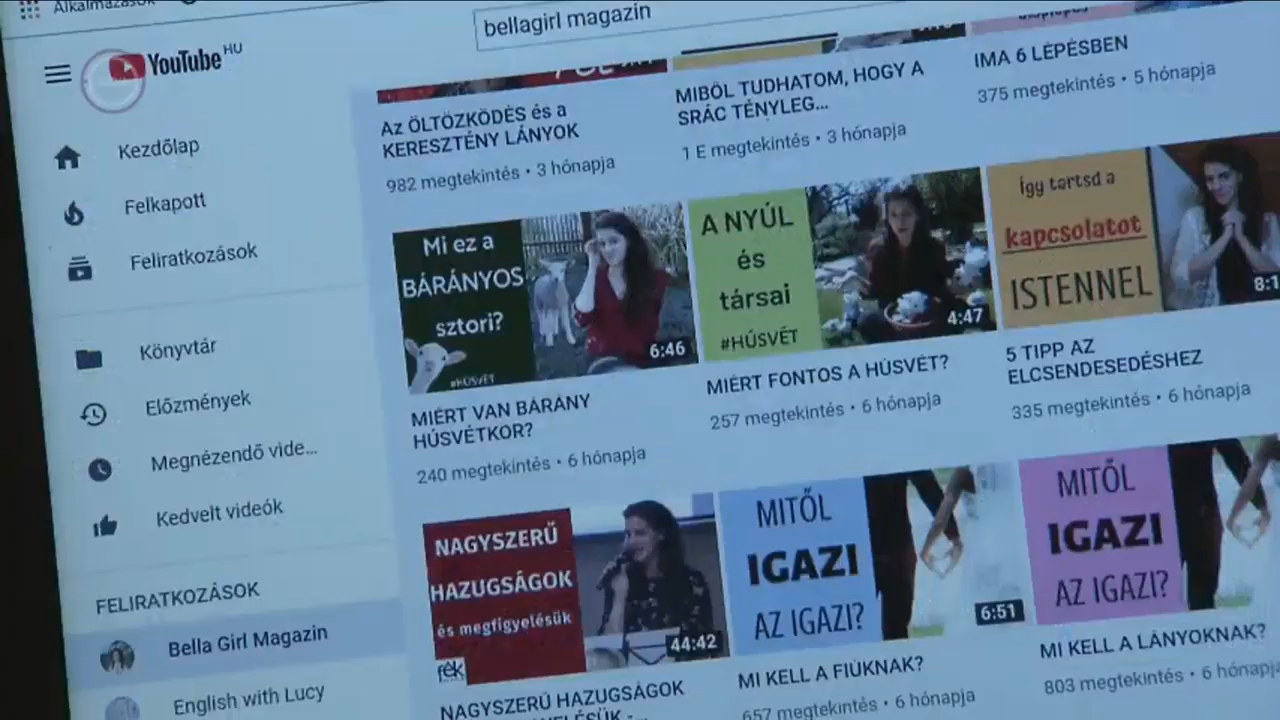 Alkalmazások
bellagirl magazin
YouTube HU
Kezdőlap
Felkapott
Feliratkozások
Könyvtár
Előzmények
Megnézendő vide...
Kedvelt videók
FELIRATKOZÁSOK
Bella Girl Magazin
English with Lucy
Az ÖLTÖZKÖDÉS és a
KERESZTÉNY LÁNYOK
982 megtekintés • 3 hónapja
MIBŐL TUDHATOM, HOGY A
SRÁC TÉNYLEG...
1 E megtekintés • 3 hónapja
IMA 6 LÉPÉSBEN
375 megtekintés • 5 hónapja
Mi ez a
BÁRÁNYOS
sztori?
#HÚSVÉT
6:46
MIÉRT VAN BÁRÁNY
HÚSVÉTKOR?
240 megtekintés • 6 hónapja
A NYÚL
és
társai
#HÚSVÉT
4:47
MIÉRT FONTOS A HÚSVÉT?
257 megtekintés • 6 hónapja
Így tartsd a
kapcsolatot
ISTENNEL
8:1
5 TIPP AZ
ELCSENDESEDÉSHEZ
335 megtekintés • 6 hónapja
NAGYSZERŰ
HAZUGSÁGOK
és megfigyelésük
fék
44:42
NAGYSZERŰ HAZUGSÁGOK
MITŐL
IGAZI
AZ IGAZI?
6:51
MI KELL A FIÚKNAK?
657 megtekintés • 6 hónapja
MITŐL
IGAZI
AZ IGAZI?
MI KELL A LÁNYOKNAK?
803 megtekintés • 6 hónapja